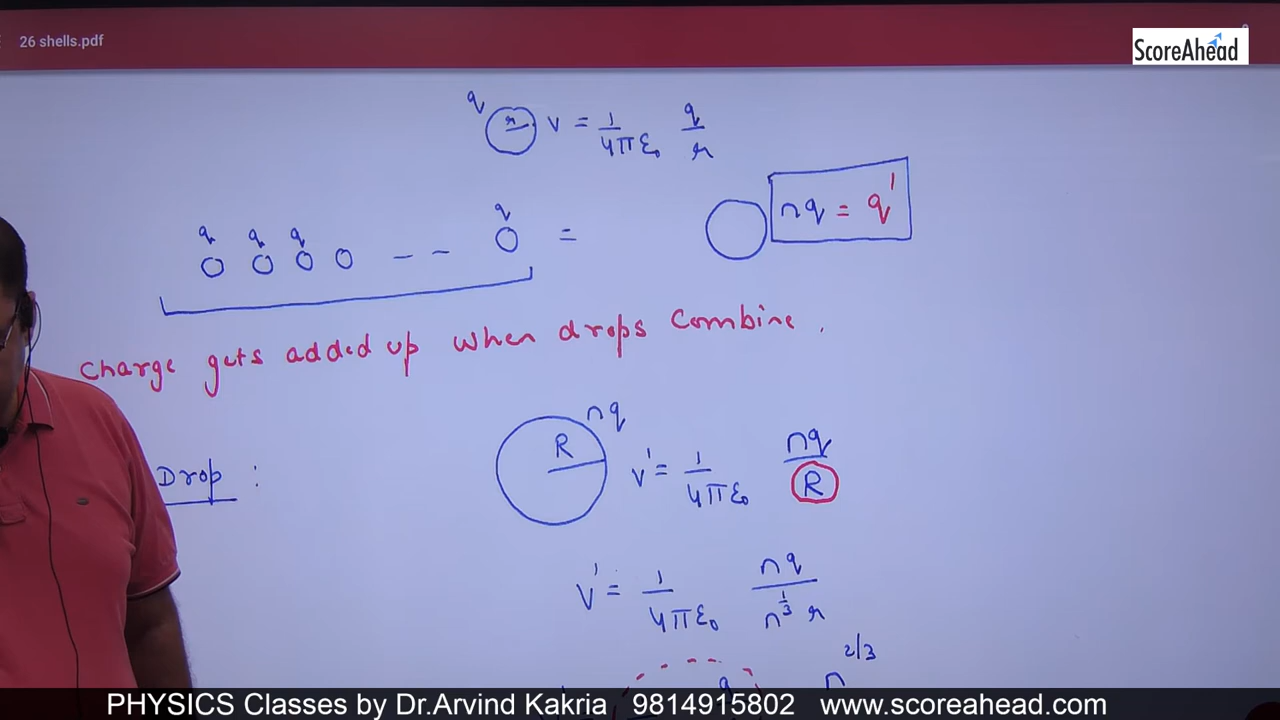 26 shells.pdf
ScoreAhead
q r v = 1/4πε₀ q/r
q q q - - q = nq = q'
Charge gets added up when drops combine.
Drop :
R nq v' = 1/4πε₀ nq/R
v' = 1/4πε₀ nq/n^1/3 r
n^2/3
q
PHYSICS Classes by Dr.Arvind Kakria 9814915802 www.scoreahead.com